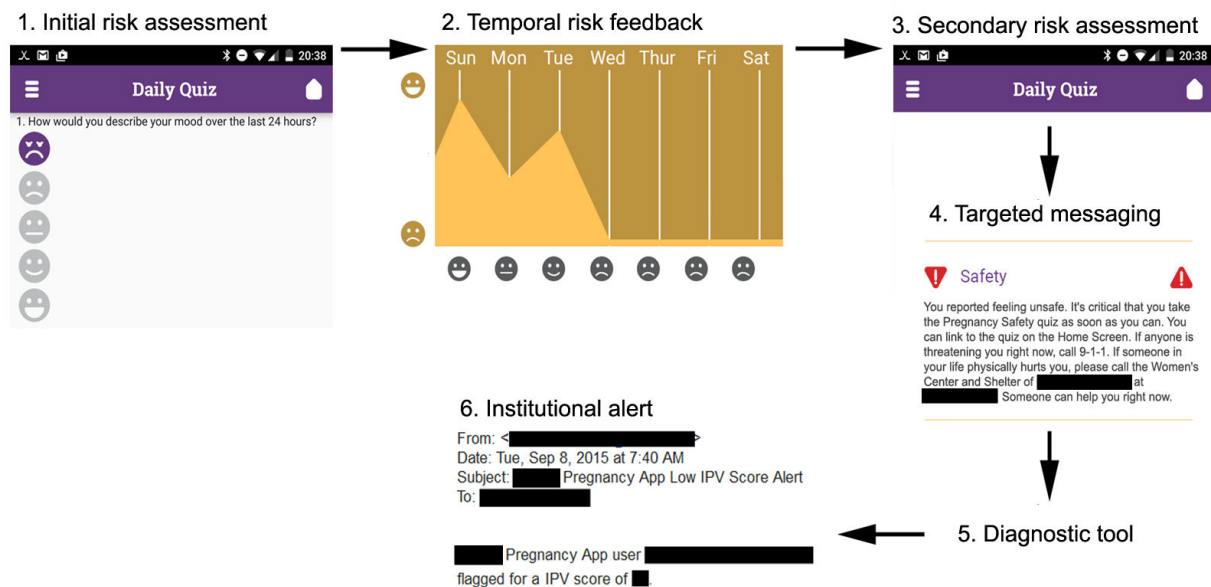 1. Initial risk assessment
20:38
Daily Quiz
1. How would you describe your mood over the last 24 hours?
2. Temporal risk feedback
Sun Mon Tue Wed Thur Fri Sat
3. Secondary risk assessment
20:38
Daily Quiz
4. Targeted messaging
Safety
You reported feeling unsafe. It's critical that you take
the Pregnancy Safety quiz as soon as you can. You
can link to the quiz on the Home Screen. If anyone is
threatening you right now, call 9-1-1. If someone in
your life physically hurts you, please call the Women's
Center and Shelter of at
Someone can help you right now.
5. Diagnostic tool
6. Institutional alert
From: < >
Date: Tue, Sep 8, 2015 at 7:40 AM
Subject: Pregnancy App Low IPV Score Alert
To:
Pregnancy App user
flagged for a IPV score of .